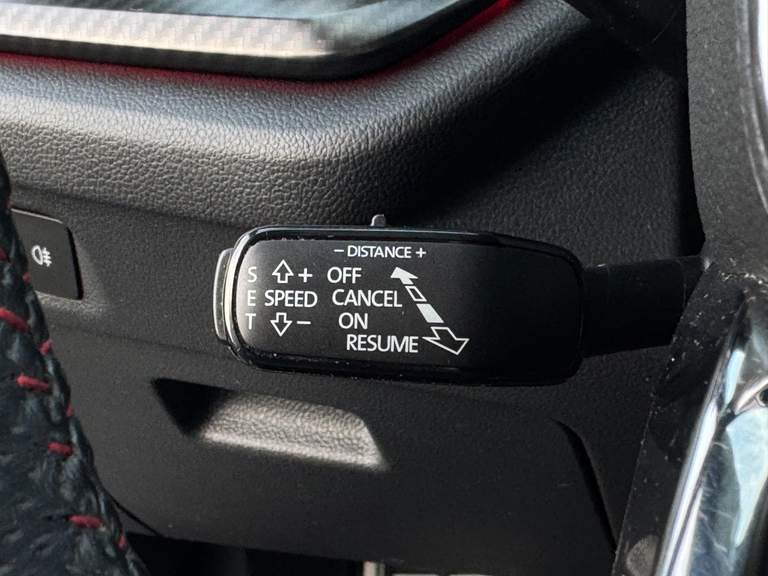 – DISTANCE +
S + OFF
E SPEED CANCEL
T – ON
RESUME